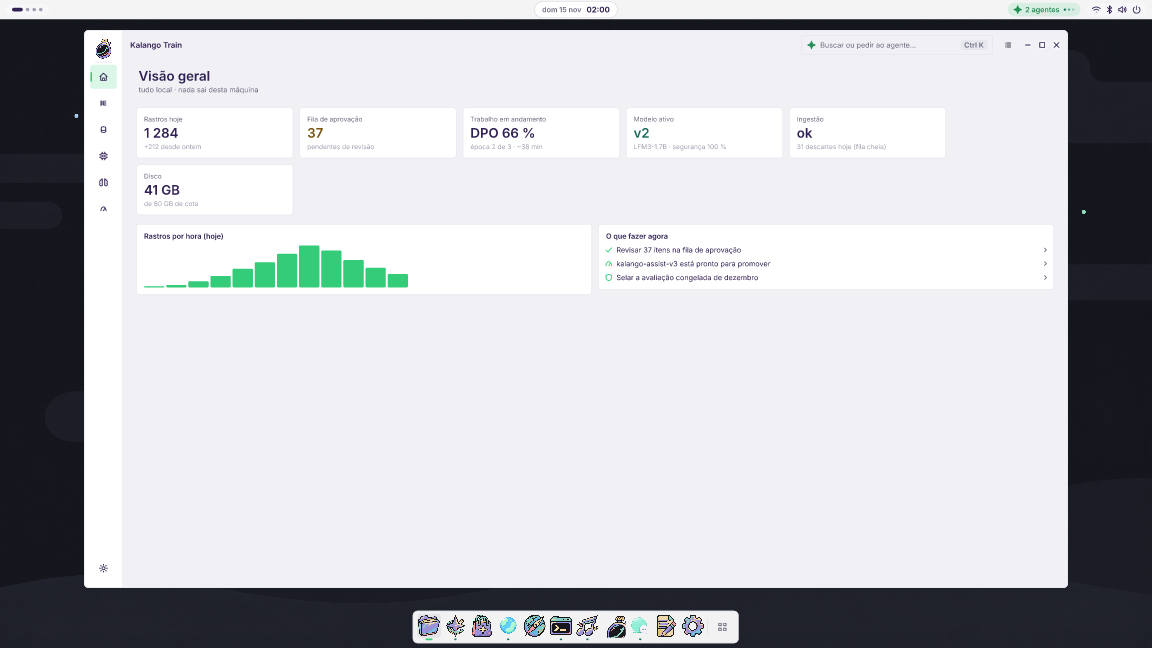 dom 15 nov 02:00
2 agentes
Kalango Train
Buscar ou pedir ao agente...
Ctrl K
Visão geral
tudo local · nada sai desta máquina
Rastros hoje
1 284
+212 desde ontem
Fila de aprovação
37
pendentes de revisão
Trabalho em andamento
DPO 66 %
época 2 de 3 · ~38 min
Modelo ativo
v2
LFM3-1.7B · segurança 100 %
Ingestão
ok
31 descartes hoje (fila cheia)
Disco
41 GB
de 80 GB de cota
Rastros por hora (hoje)
O que fazer agora
Revisar 37 itens na fila de aprovação
kalango-assist-v3 está pronto para promover
Selar a avaliação congelada de dezembro